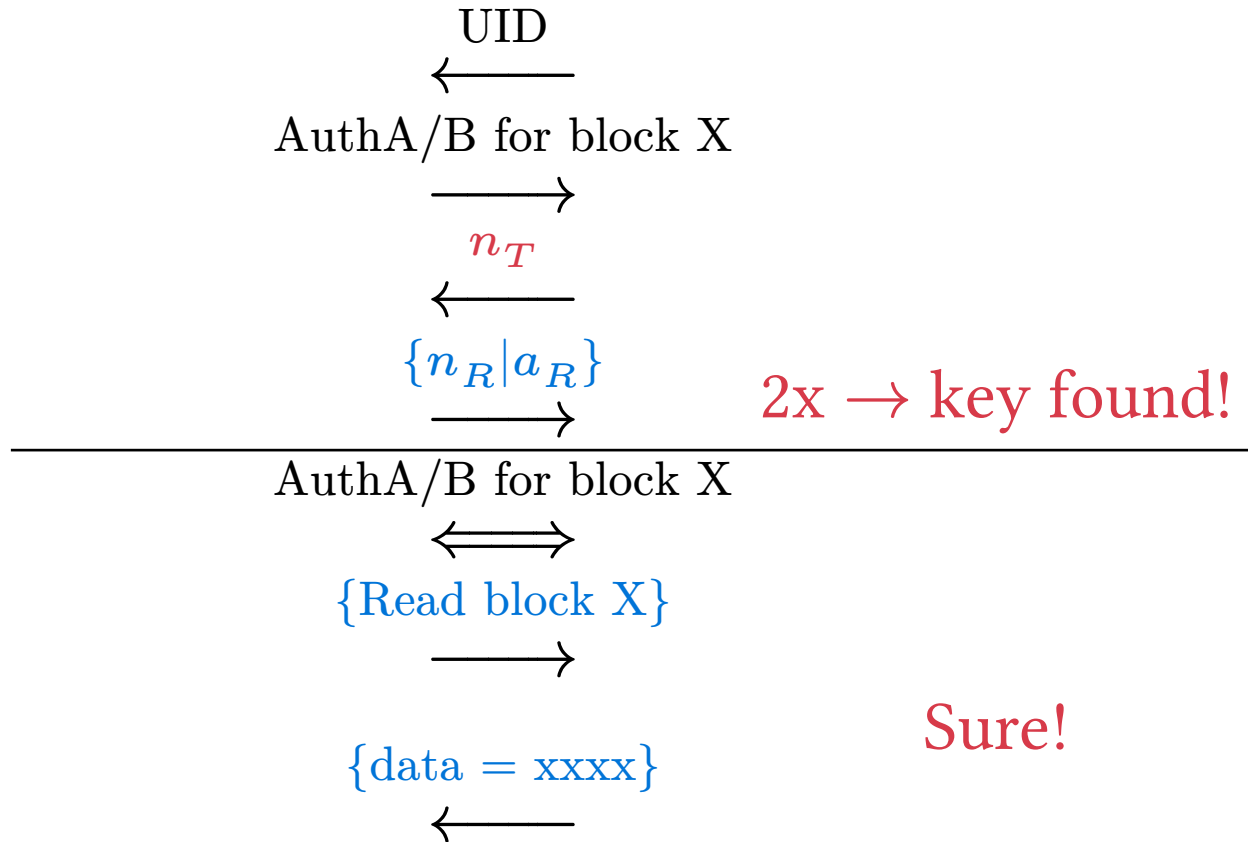 UID
←
AuthA/B for block X
→
n_T
←
{n_R|a_R}
→
2x → key found!
AuthA/B for block X
⇔
{Read block X}
→
Sure!
{data = xxxx}
←